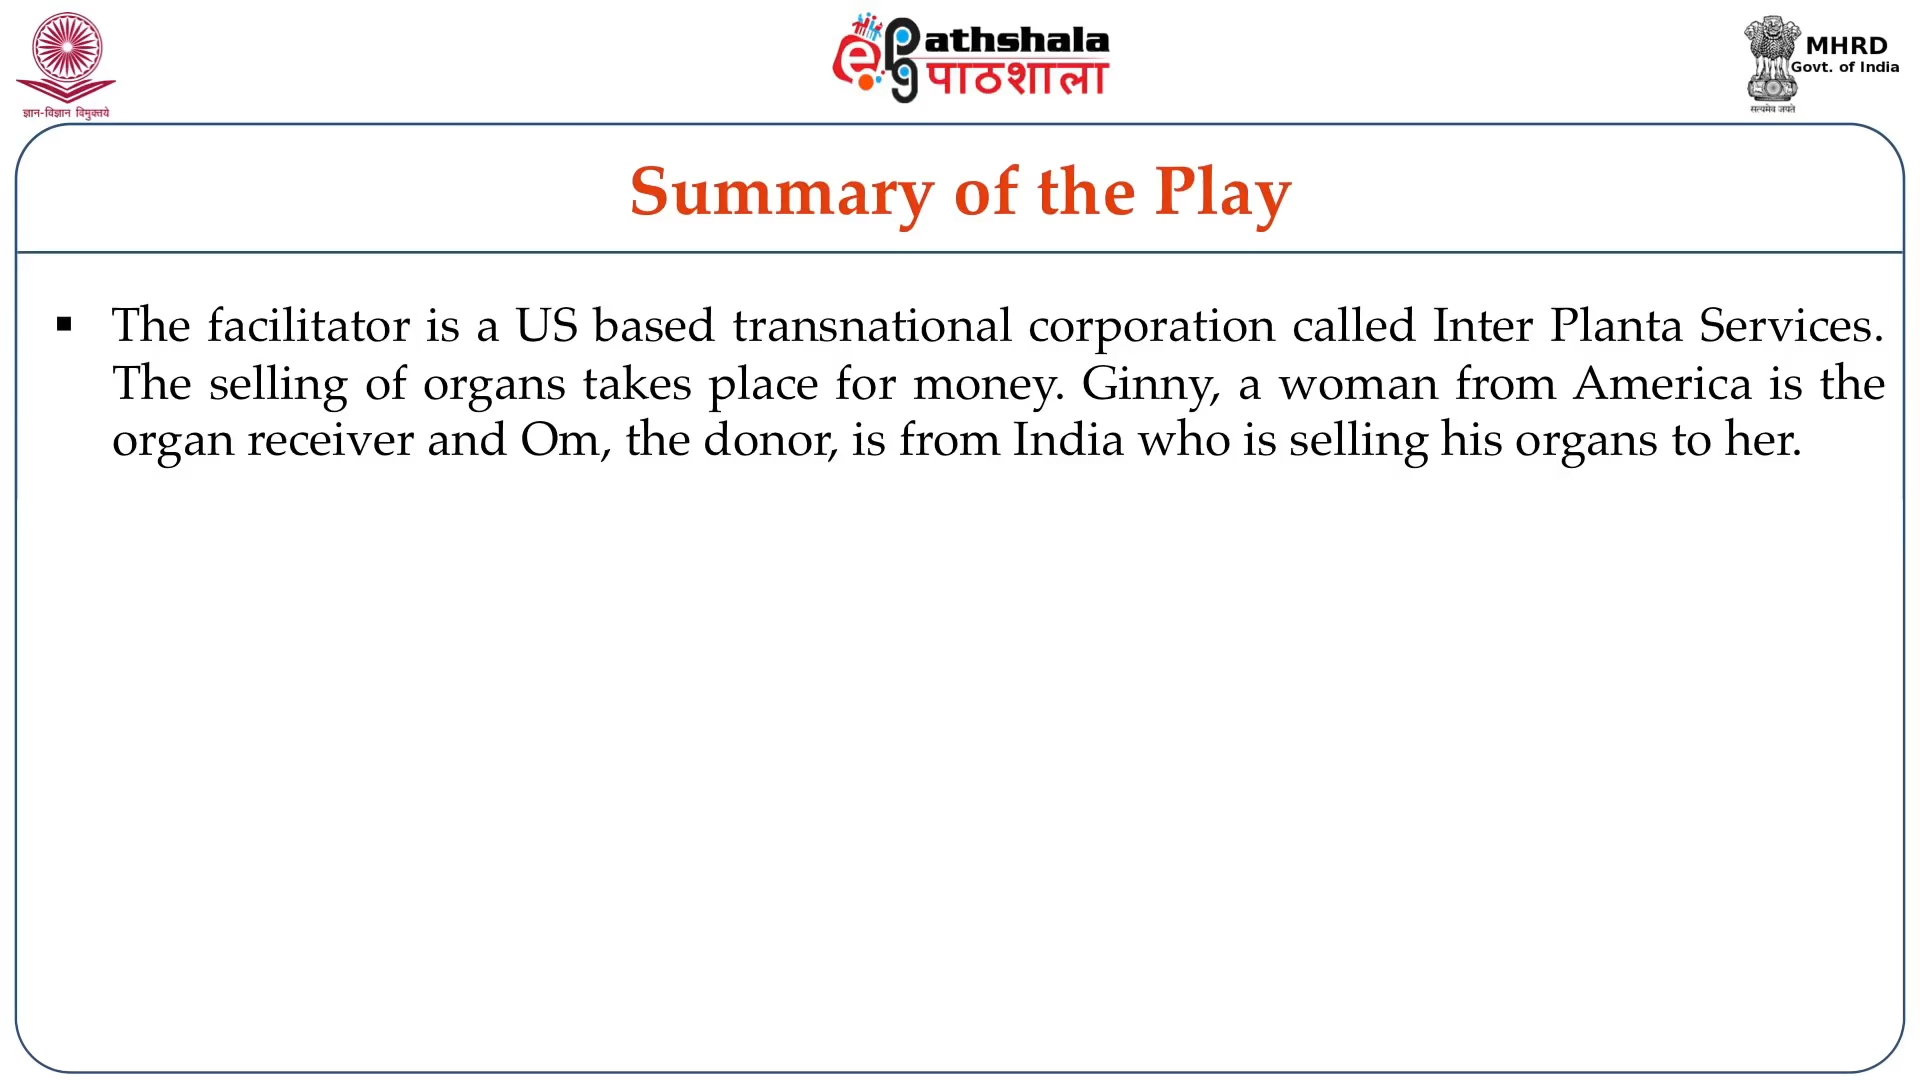 ज्ञान-विज्ञान विमुक्तये
e pg Pathshala
पाठशाला
MHRD
Govt. of India
सत्यमेव जयते
Summary of the Play
▪ The facilitator is a US based transnational corporation called Inter Planta Services.
The selling of organs takes place for money. Ginny, a woman from America is the
organ receiver and Om, the donor, is from India who is selling his organs to her.